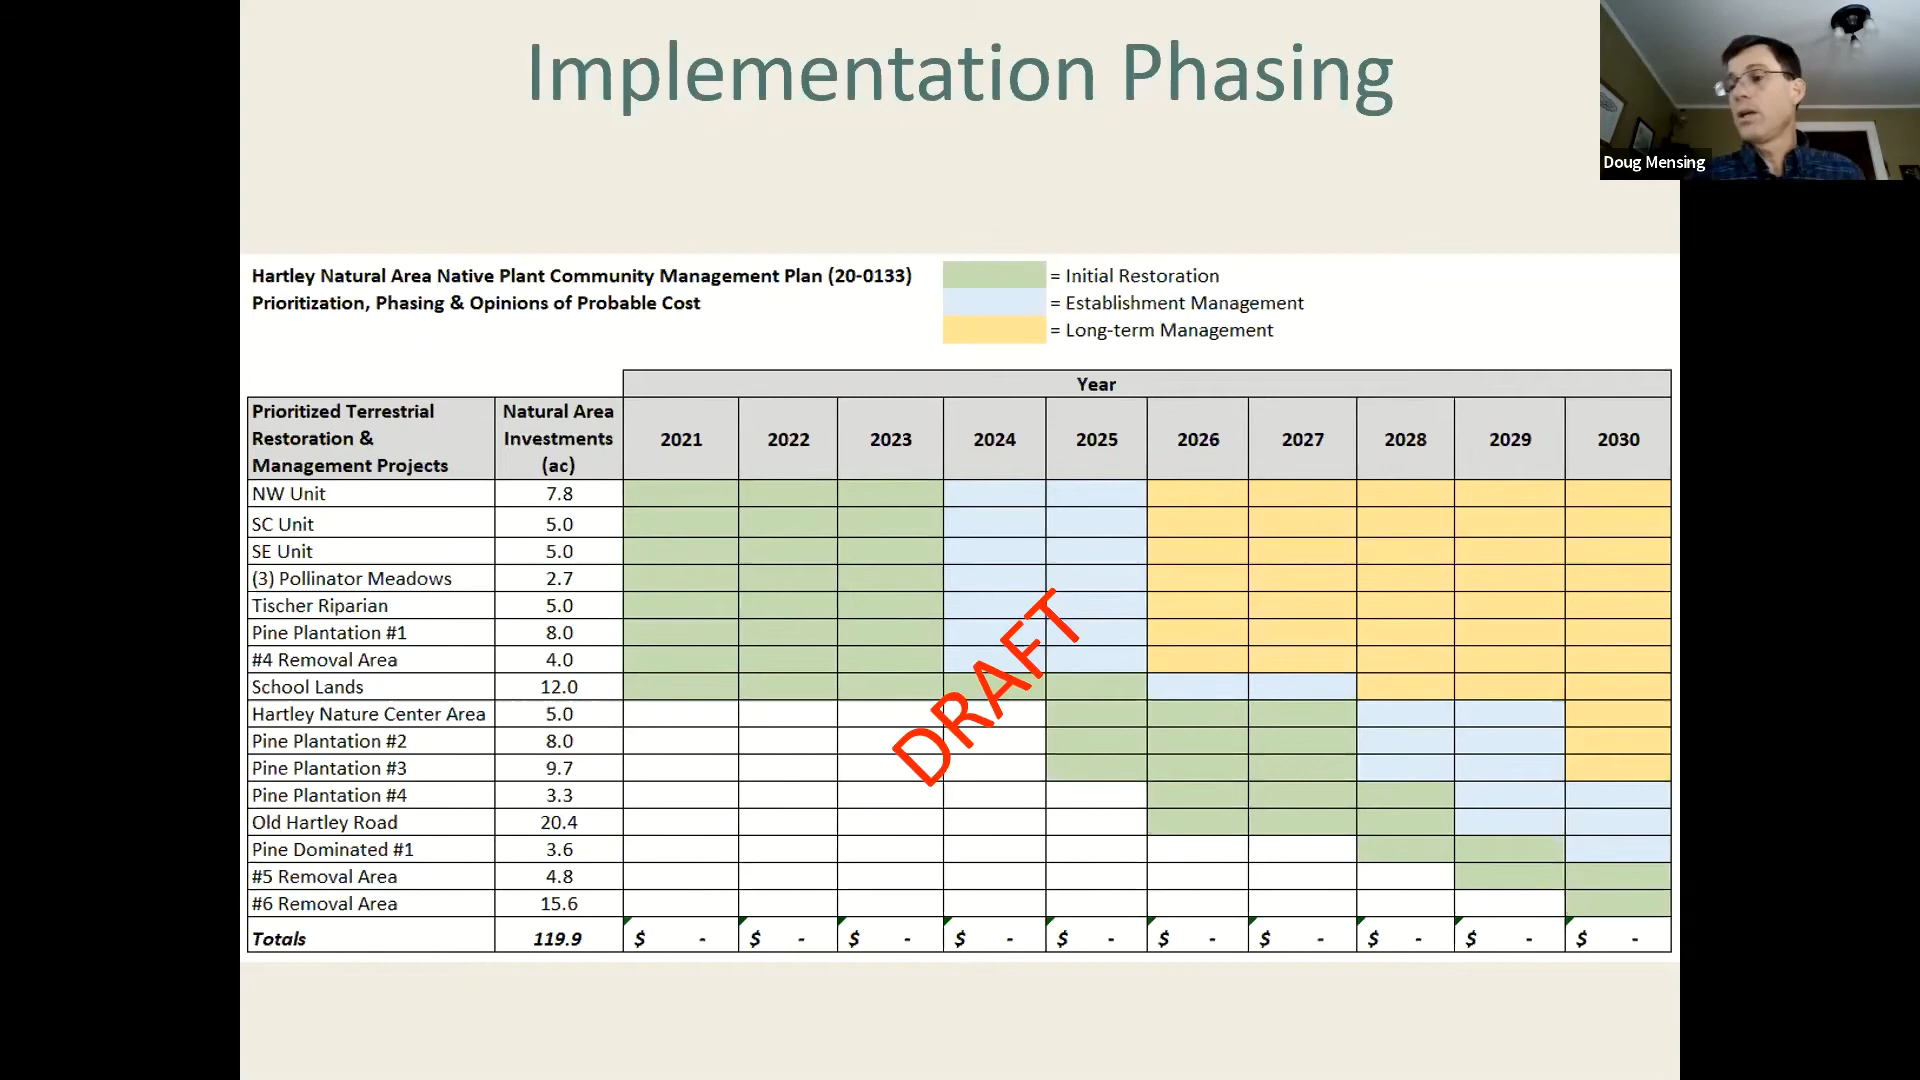 Implementation Phasing
Doug Mensing
Hartley Natural Area Native Plant Community Management Plan (20-0133)
Prioritization, Phasing & Opinions of Probable Cost
= Initial Restoration
= Establishment Management
= Long-term Management
Year
Prioritized Terrestrial
Restoration &
Management Projects
Natural Area
Investments
(ac)
2021 2022 2023 2024 2025 2026 2027 2028 2029 2030
NW Unit 7.8
SC Unit 5.0
SE Unit 5.0
(3) Pollinator Meadows 2.7
Tischer Riparian 5.0
Pine Plantation #1 8.0
#4 Removal Area 4.0
School Lands 12.0
Hartley Nature Center Area 5.0
Pine Plantation #2 8.0
Pine Plantation #3 9.7
Pine Plantation #4 3.3
Old Hartley Road 20.4
Pine Dominated #1 3.6
#5 Removal Area 4.8
#6 Removal Area 15.6
Totals 119.9 $ - $ - $ - $ - $ - $ - $ - $ - $ - $ -
DRAFT